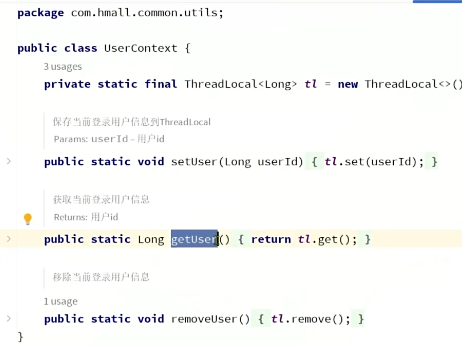 package com.hmall.common.utils;
public class UserContext {
3 usages
private static final ThreadLocal<Long> tl = new ThreadLocal<>()
保存当前登录用户信息到ThreadLocal
Params: userId – 用户id
public static void setUser(Long userId) { tl.set(userId); }
获取当前登录用户信息
Returns: 用户id
public static Long getUser() { return tl.get(); }
移除当前登录用户信息
1 usage
public static void removeUser() { tl.remove(); }
}